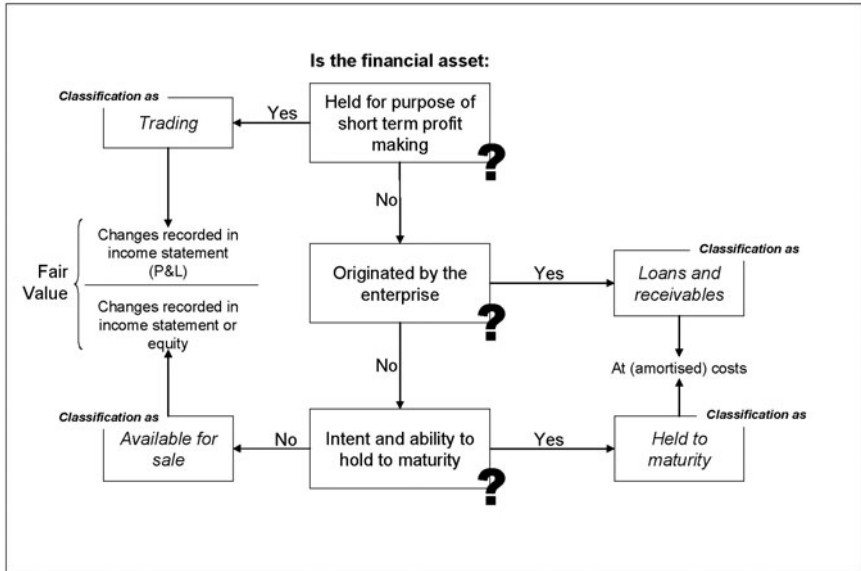 Is the financial asset:
Classification as
Trading
Yes
Held for purpose of
short term profit
making
?
No
Fair
Value
Changes recorded in
income statement
(P&L)
Changes recorded in
income statement or
equity
Originated by the
enterprise
?
Yes
Classification as
Loans and
receivables
At (amortised) costs
No
Classification as
Available for
sale
No
Intent and ability to
hold to maturity
?
Yes
Classification as
Held to
maturity